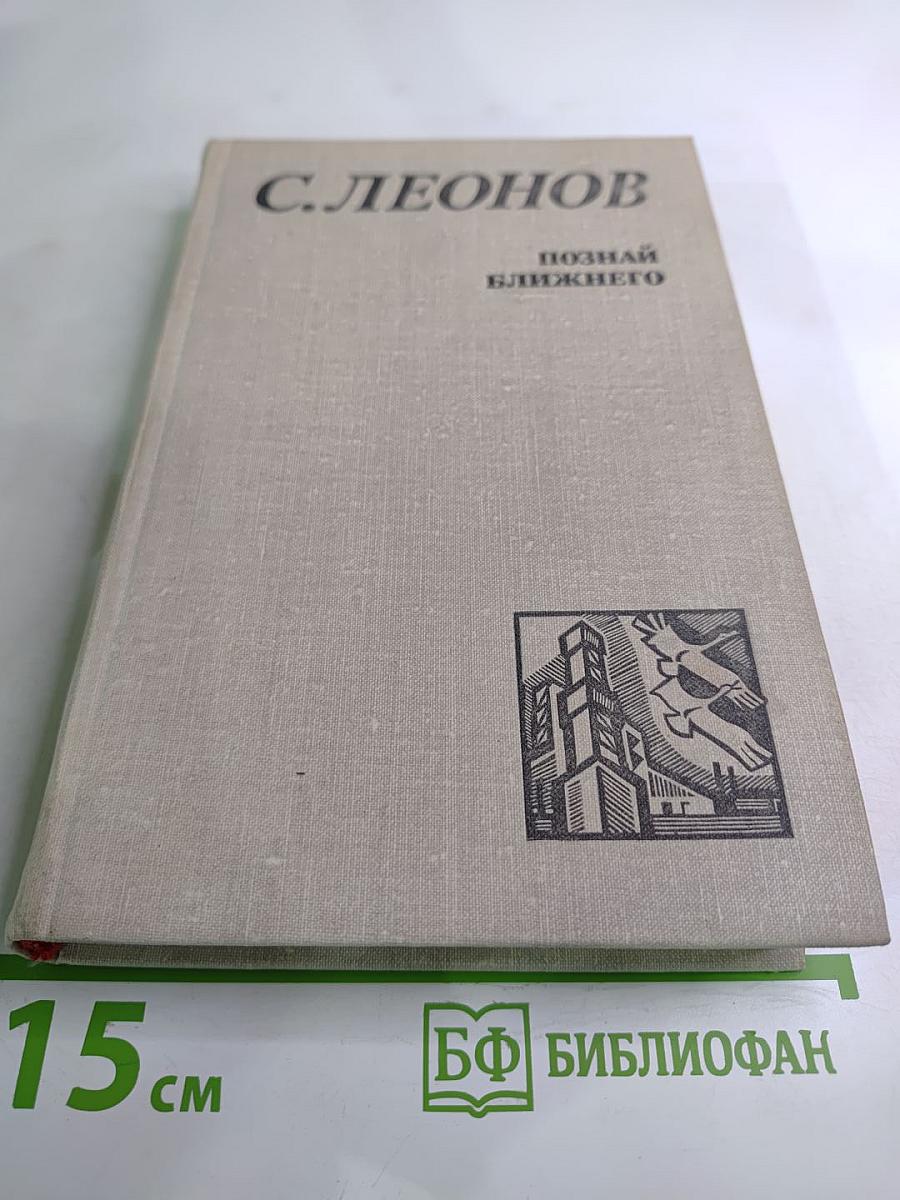 С. ЛЕОНОВ
ПОЗНАЙ
БЛИЖНЕГО
15 см
БФ БИБЛИОФАН